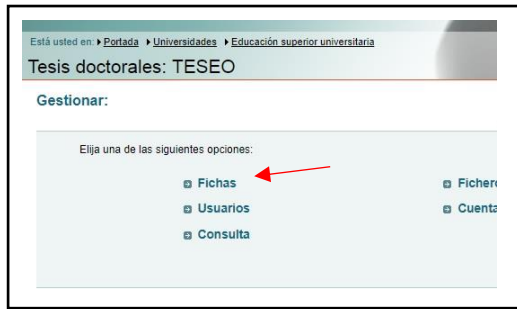 Está usted en: Portada Universidades Educación superior universitaria
Tesis doctorales: TESEO
Gestionar:
Elija una de las siguientes opciones:
Fichas
Usuarios
Consulta